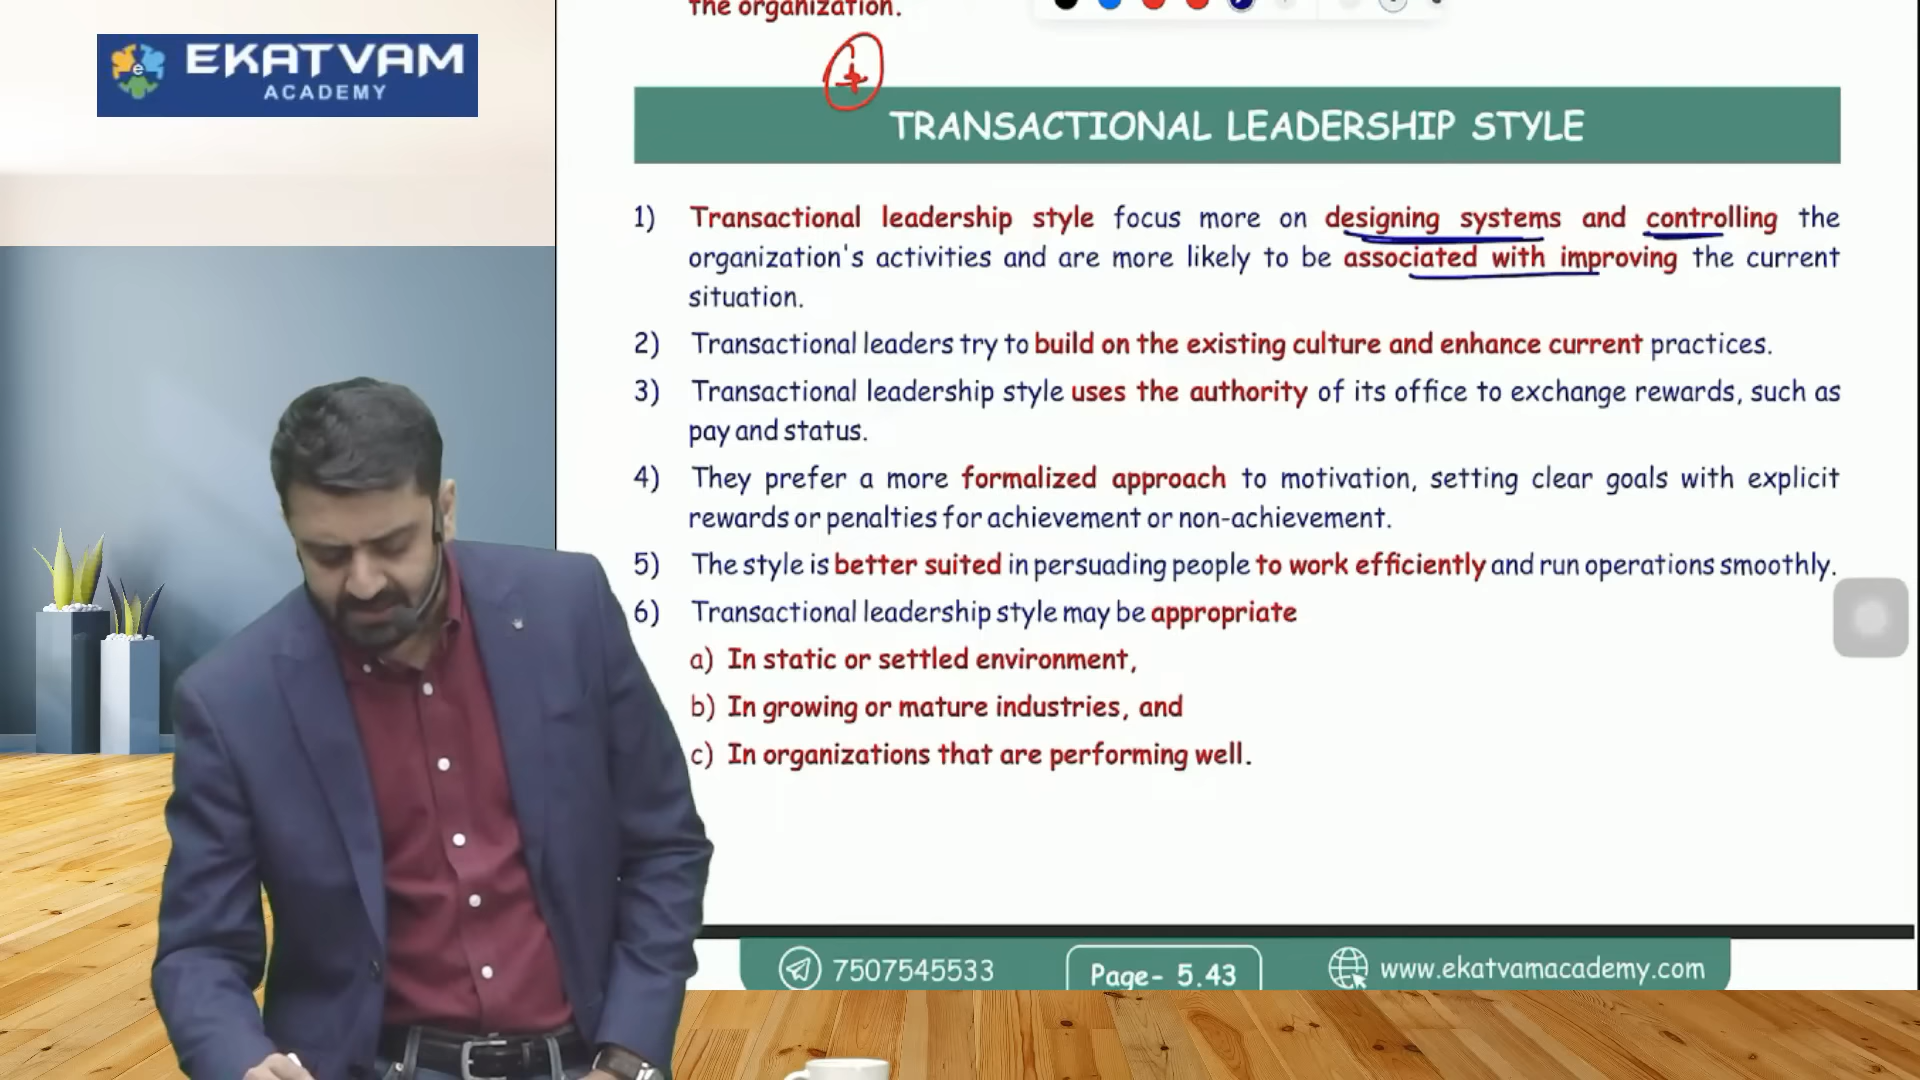 the organization.
EKATVAM
ACADEMY
TRANSACTIONAL LEADERSHIP STYLE
1) Transactional leadership style focus more on designing systems and controlling the
organization's activities and are more likely to be associated with improving the current
situation.
2) Transactional leaders try to build on the existing culture and enhance current practices.
3) Transactional leadership style uses the authority of its office to exchange rewards, such as
pay and status.
4) They prefer a more formalized approach to motivation, setting clear goals with explicit
rewards or penalties for achievement or non-achievement.
5) The style is better suited in persuading people to work efficiently and run operations smoothly.
6) Transactional leadership style may be appropriate
a) In static or settled environment,
b) In growing or mature industries, and
c) In organizations that are performing well.
7507545533
Page- 5.43
www.ekatvamacademy.com